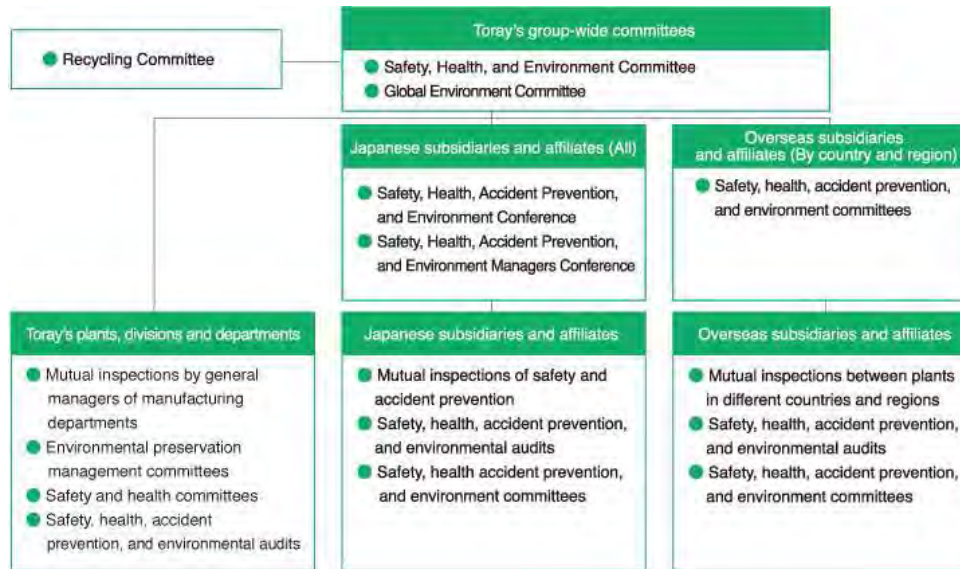 Toray's group-wide committees
Recycling Committee
Safety, Health, and Environment Committee
Global Environment Committee
Japanese subsidiaries and affiliates (All)
Safety, Health, Accident Prevention,
and Environment Conference
Safety, Health, Accident Prevention,
and Environment Managers Conference
Overseas subsidiaries
and affiliates (By country and region)
Safety, health, accident prevention,
and environment committees
Toray's plants, divisions and departments
Mutual inspections by general
managers of manufacturing
departments
Environmental preservation
management committees
Safety and health committees
Safety, health, accident
prevention, and environmental audits
Japanese subsidiaries and affiliates
Mutual inspections of safety and
accident prevention
Safety, health, accident prevention,
and environmental audits
Safety, health accident prevention,
and environment committees
Overseas subsidiaries and affiliates
Mutual inspections between plants
in different countries and regions
Safety, health, accident prevention,
and environmental audits
Safety, health, accident prevention,
and environment committees